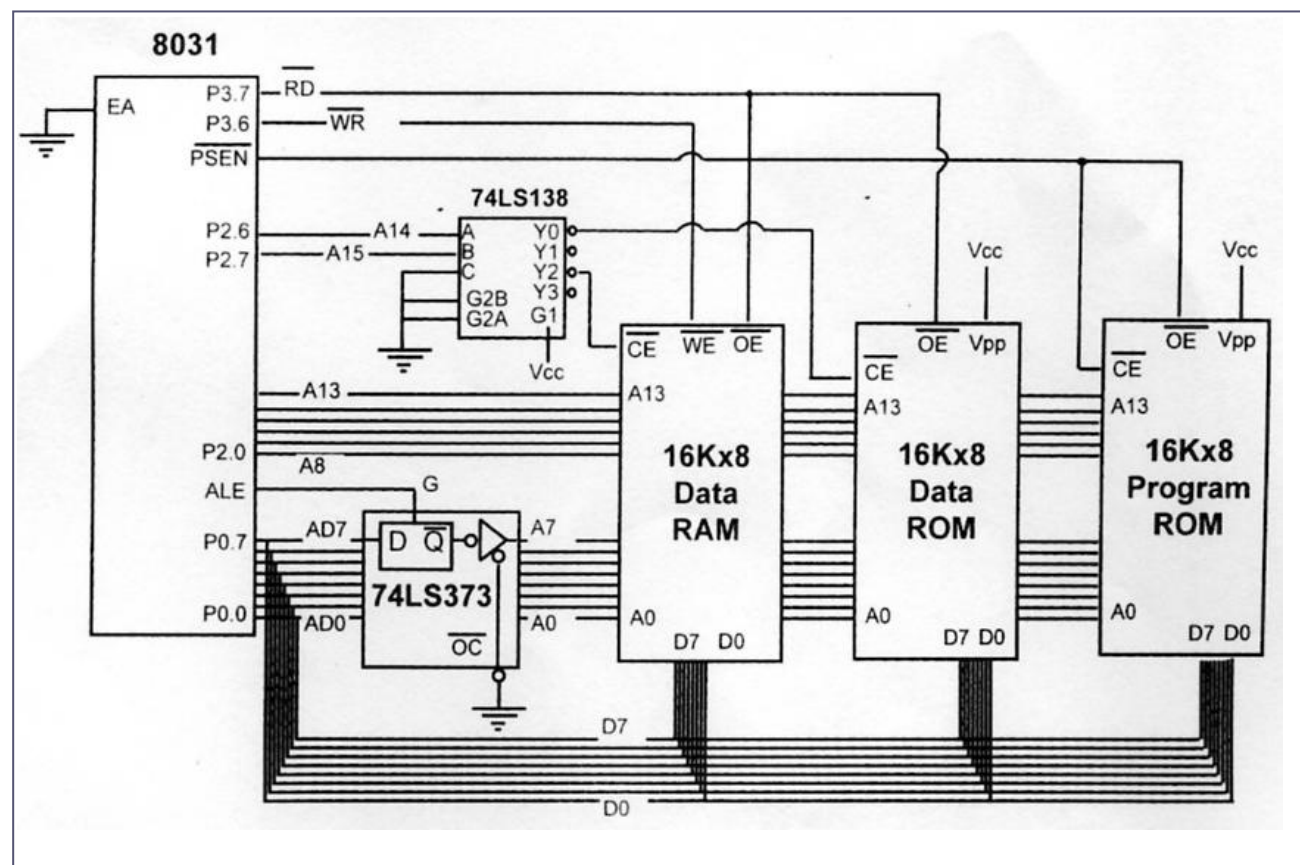 8031
EA
P3.7
RD
P3.6
WR
PSEN
74LS138
P2.6
A14
A
Y0
P2.7
A15
B
Y1
C
Y2
Y3
G2B
G2A
G1
Vcc
Vcc
Vcc
CE
WE
OE
OE
Vpp
CE
OE
Vpp
CE
A13
A13
A13
A13
P2.0
A8
16Kx8
Data
RAM
16Kx8
Data
ROM
16Kx8
Program
ROM
ALE
G
P0.7
AD7
D
Q
A7
74LS373
P0.0
AD0
OC
A0
A0
A0
A0
D7 D0
D7 D0
D7 D0
D7
D0